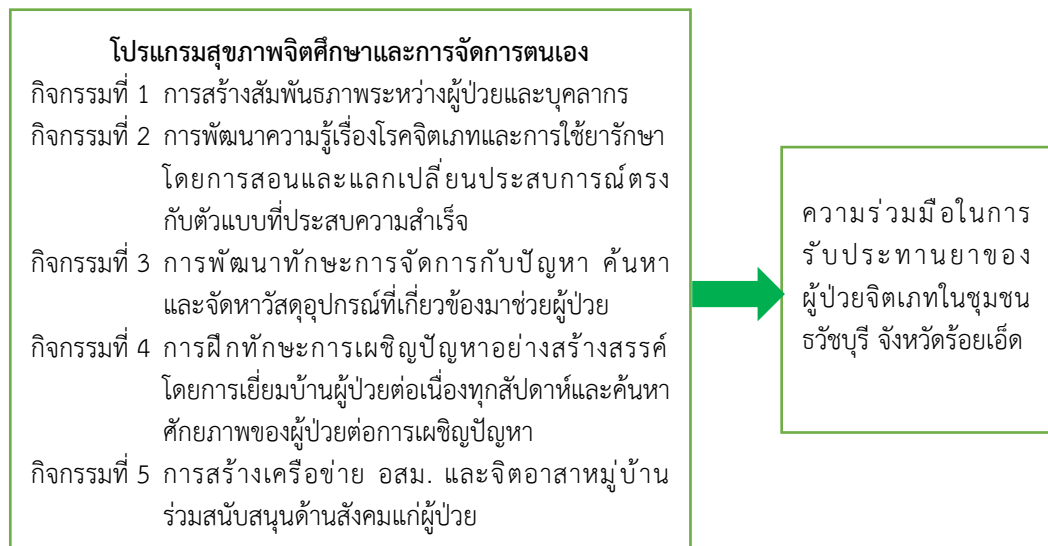 โปรแกรมสุขภาพจิตศึกษาและการจัดการตนเอง
กิจกรรมที่ 1 การสร้างสัมพันธภาพระหว่างผู้ป่วยและบุคลากร
กิจกรรมที่ 2 การพัฒนาความรู้เรื่องโรคจิตเภทและการใช้ยารักษา
โดยการสอนและแลกเปลี่ยนประสบการณ์ตรง
กับตัวแบบที่ประสบความสำเร็จ
กิจกรรมที่ 3 การพัฒนาทักษะการจัดการกับปัญหา ค้นหา
และจัดหาวัสดุอุปกรณ์ที่เกี่ยวข้องมาช่วยผู้ป่วย
กิจกรรมที่ 4 การฝึกทักษะการเผชิญปัญหาอย่างสร้างสรรค์
โดยการเยี่ยมบ้านผู้ป่วยต่อเนื่องทุกสัปดาห์และค้นหา
ศักยภาพของผู้ป่วยต่อการเผชิญปัญหา
กิจกรรมที่ 5 การสร้างเครือข่าย อสม. และจิตอาสาหมู่บ้าน
ร่วมสนับสนุนด้านสังคมแก่ผู้ป่วย
ความร่วมมือในการ
รับประทานยาของ
ผู้ป่วยจิตเภทในชุมชน
ธวัชบุรี จังหวัดร้อยเอ็ด